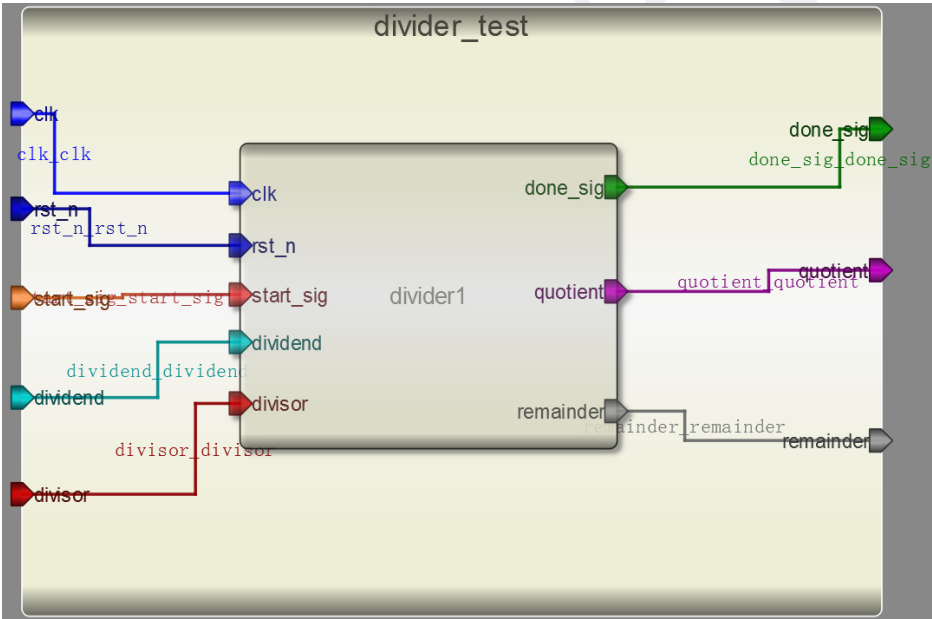 divider_test
clk
clk_clk
rst_n
rst_n_rst_n
start_sig
dividend_dividend
dividend
divisor_divisor
divisor
clk
rst_n
start_sig
dividend
divisor
divider1
done_sig
quotient
remainder
done_sig
done_sig_done_sig
quotient
quotient_quotient
remainder_remainder
remainder